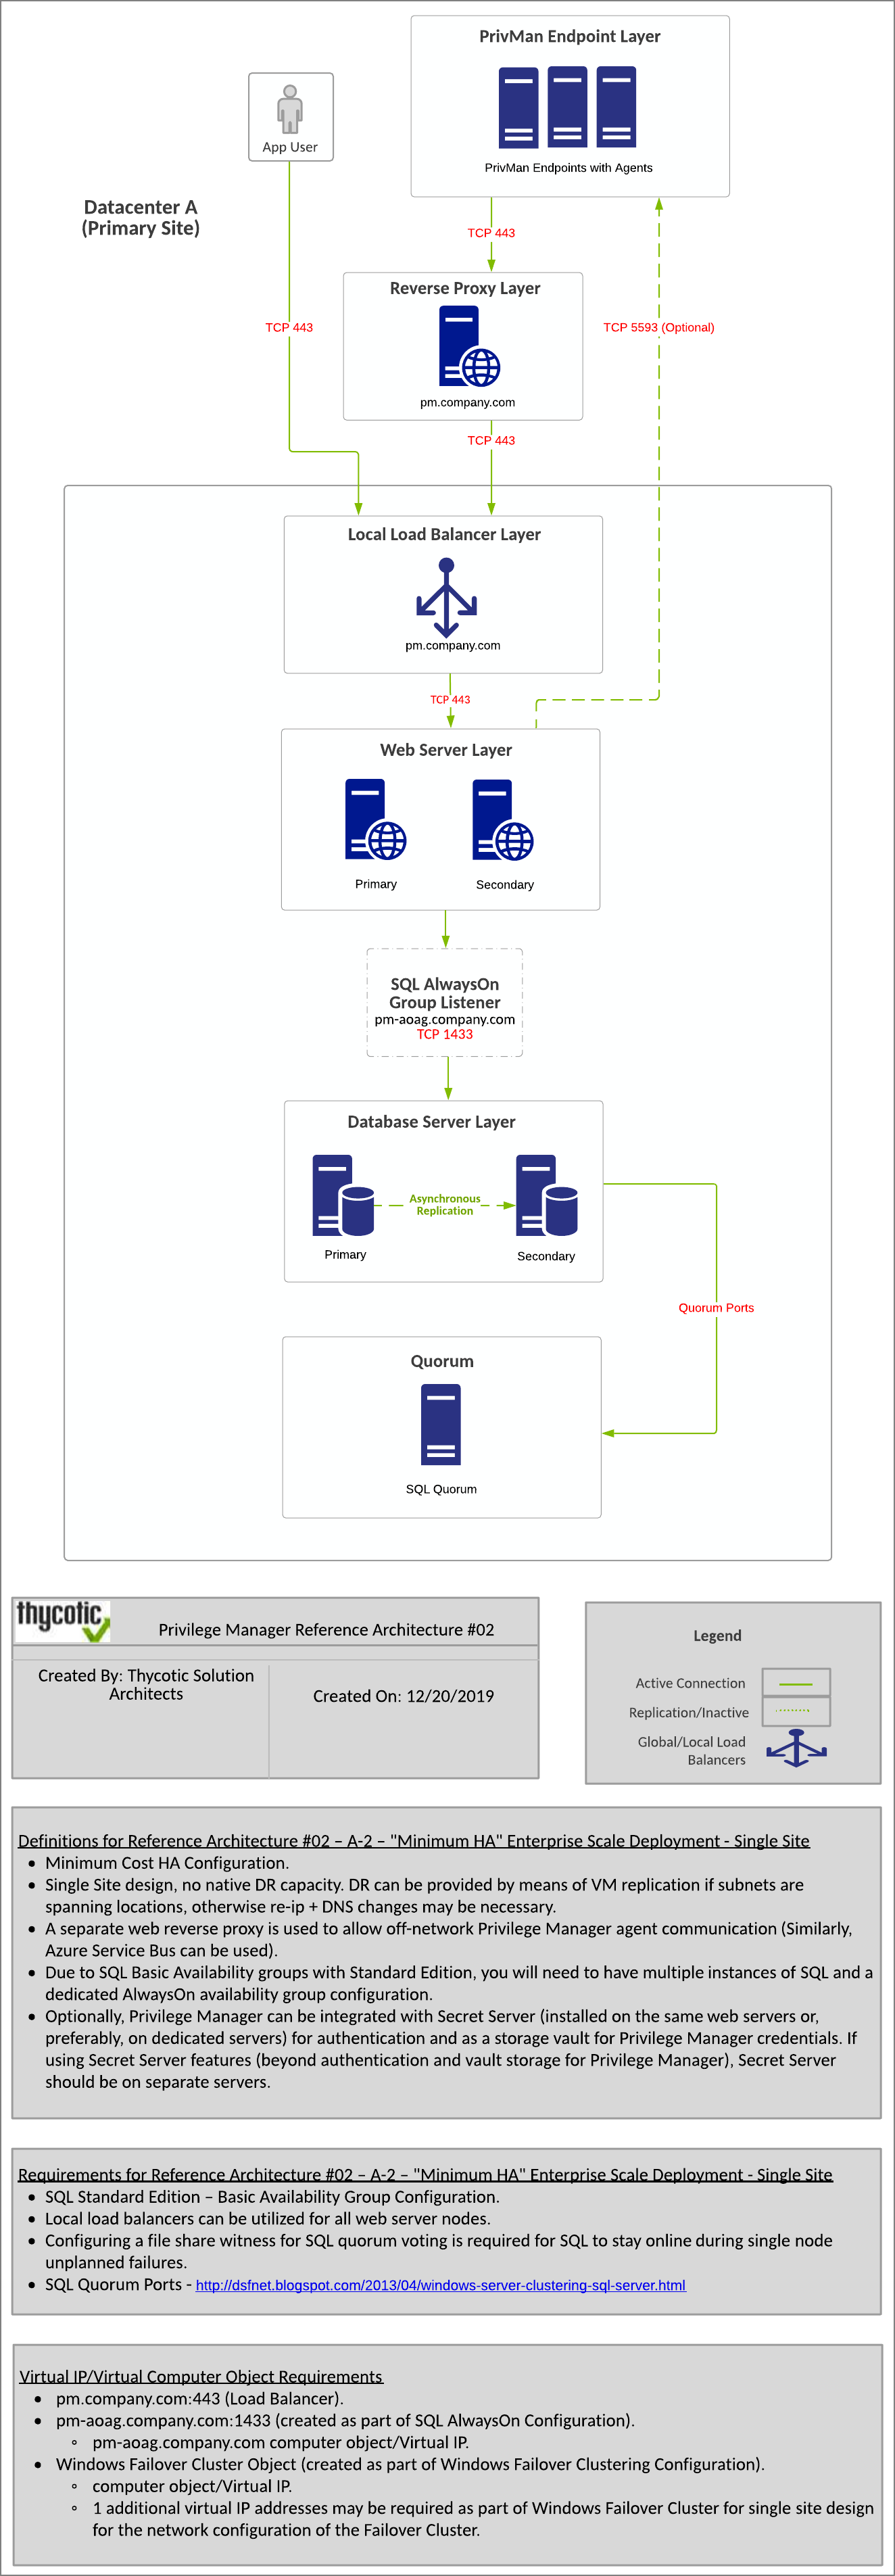 PrivMan Endpoint Layer
PrivMan Endpoints with Agents
App User
Datacenter A
(Primary Site)
TCP 443
Reverse Proxy Layer
pm.company.com
TCP 443
TCP 5593 (Optional)
TCP 443
Local Load Balancer Layer
pm.company.com
TCP 443
Web Server Layer
Primary
Secondary
SQL AlwaysOn
Group Listener
pm-aoag.company.com
TCP 1433
Database Server Layer
Asynchronous
Replication
Primary
Secondary
Quorum Ports
Quorum
SQL Quorum
thycotic
Privilege Manager Reference Architecture #02
Created By: Thycotic Solution
Architects
Created On: 12/20/2019
Legend
Active Connection
Replication/Inactive
Global/Local Load
Balancers
Definitions for Reference Architecture #02 – A-2 – "Minimum HA" Enterprise Scale Deployment - Single Site
• Minimum Cost HA Configuration.
• Single Site design, no native DR capacity. DR can be provided by means of VM replication if subnets are
spanning locations, otherwise re-ip + DNS changes may be necessary.
• A separate web reverse proxy is used to allow off-network Privilege Manager agent communication (Similarly,
Azure Service Bus can be used).
• Due to SQL Basic Availability groups with Standard Edition, you will need to have multiple instances of SQL and a
dedicated AlwaysOn availability group configuration.
• Optionally, Privilege Manager can be integrated with Secret Server (installed on the same web servers or,
preferably, on dedicated servers) for authentication and as a storage vault for Privilege Manager credentials. If
using Secret Server features (beyond authentication and vault storage for Privilege Manager), Secret Server
should be on separate servers.
Requirements for Reference Architecture #02 – A-2 – "Minimum HA" Enterprise Scale Deployment - Single Site
• SQL Standard Edition – Basic Availability Group Configuration.
• Local load balancers can be utilized for all web server nodes.
• Configuring a file share witness for SQL quorum voting is required for SQL to stay online during single node
unplanned failures.
• SQL Quorum Ports - http://dsfnet.blogspot.com/2013/04/windows-server-clustering-sql-server.html
Virtual IP/Virtual Computer Object Requirements
• pm.company.com:443 (Load Balancer).
• pm-aoag.company.com:1433 (created as part of SQL AlwaysOn Configuration).
◦ pm-aoag.company.com computer object/Virtual IP.
• Windows Failover Cluster Object (created as part of Windows Failover Clustering Configuration).
◦ computer object/Virtual IP.
◦ 1 additional virtual IP addresses may be required as part of Windows Failover Cluster for single site design
for the network configuration of the Failover Cluster.